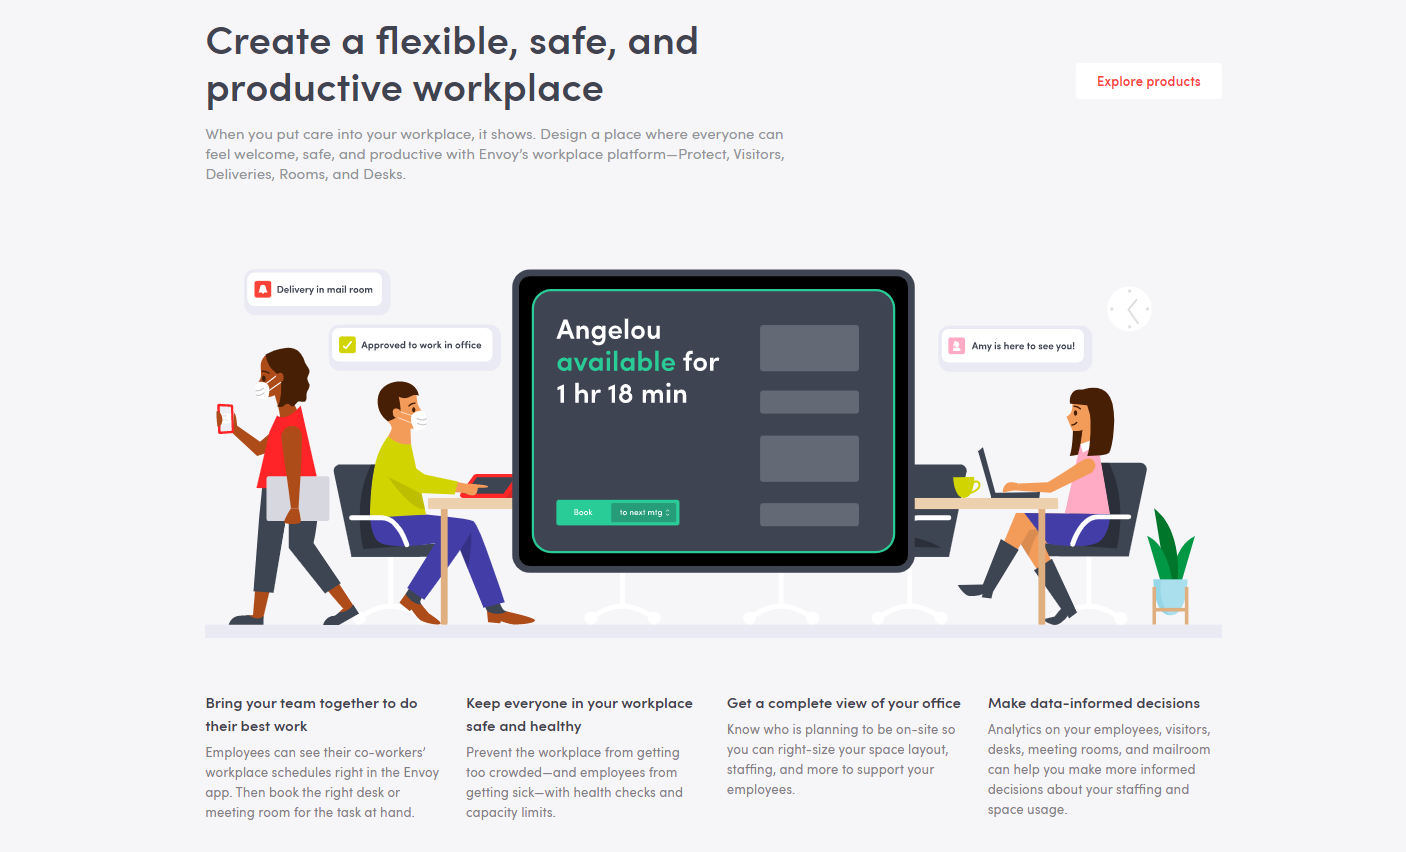 Create a flexible, safe, and
productive workplace
Explore products
When you put care into your workplace, it shows. Design a place where everyone can
feel welcome, safe, and productive with Envoy’s workplace platform—Protect, Visitors,
Deliveries, Rooms, and Desks.
Delivery in mail room
Approved to work in office
Angelou
available for
1 hr 18 min
Book
to next mtg
Amy is here to see you!
Bring your team together to do
their best work
Employees can see their co-workers’
workplace schedules right in the Envoy
app. Then book the right desk or
meeting room for the task at hand.
Keep everyone in your workplace
safe and healthy
Prevent the workplace from getting
too crowded—and employees from
getting sick—with health checks and
capacity limits.
Get a complete view of your office
Know who is planning to be on-site so
you can right-size your space layout,
staffing, and more to support your
employees.
Make data-informed decisions
Analytics on your employees, visitors,
desks, meeting rooms, and mailroom
can help you make more informed
decisions about your staffing and
space usage.